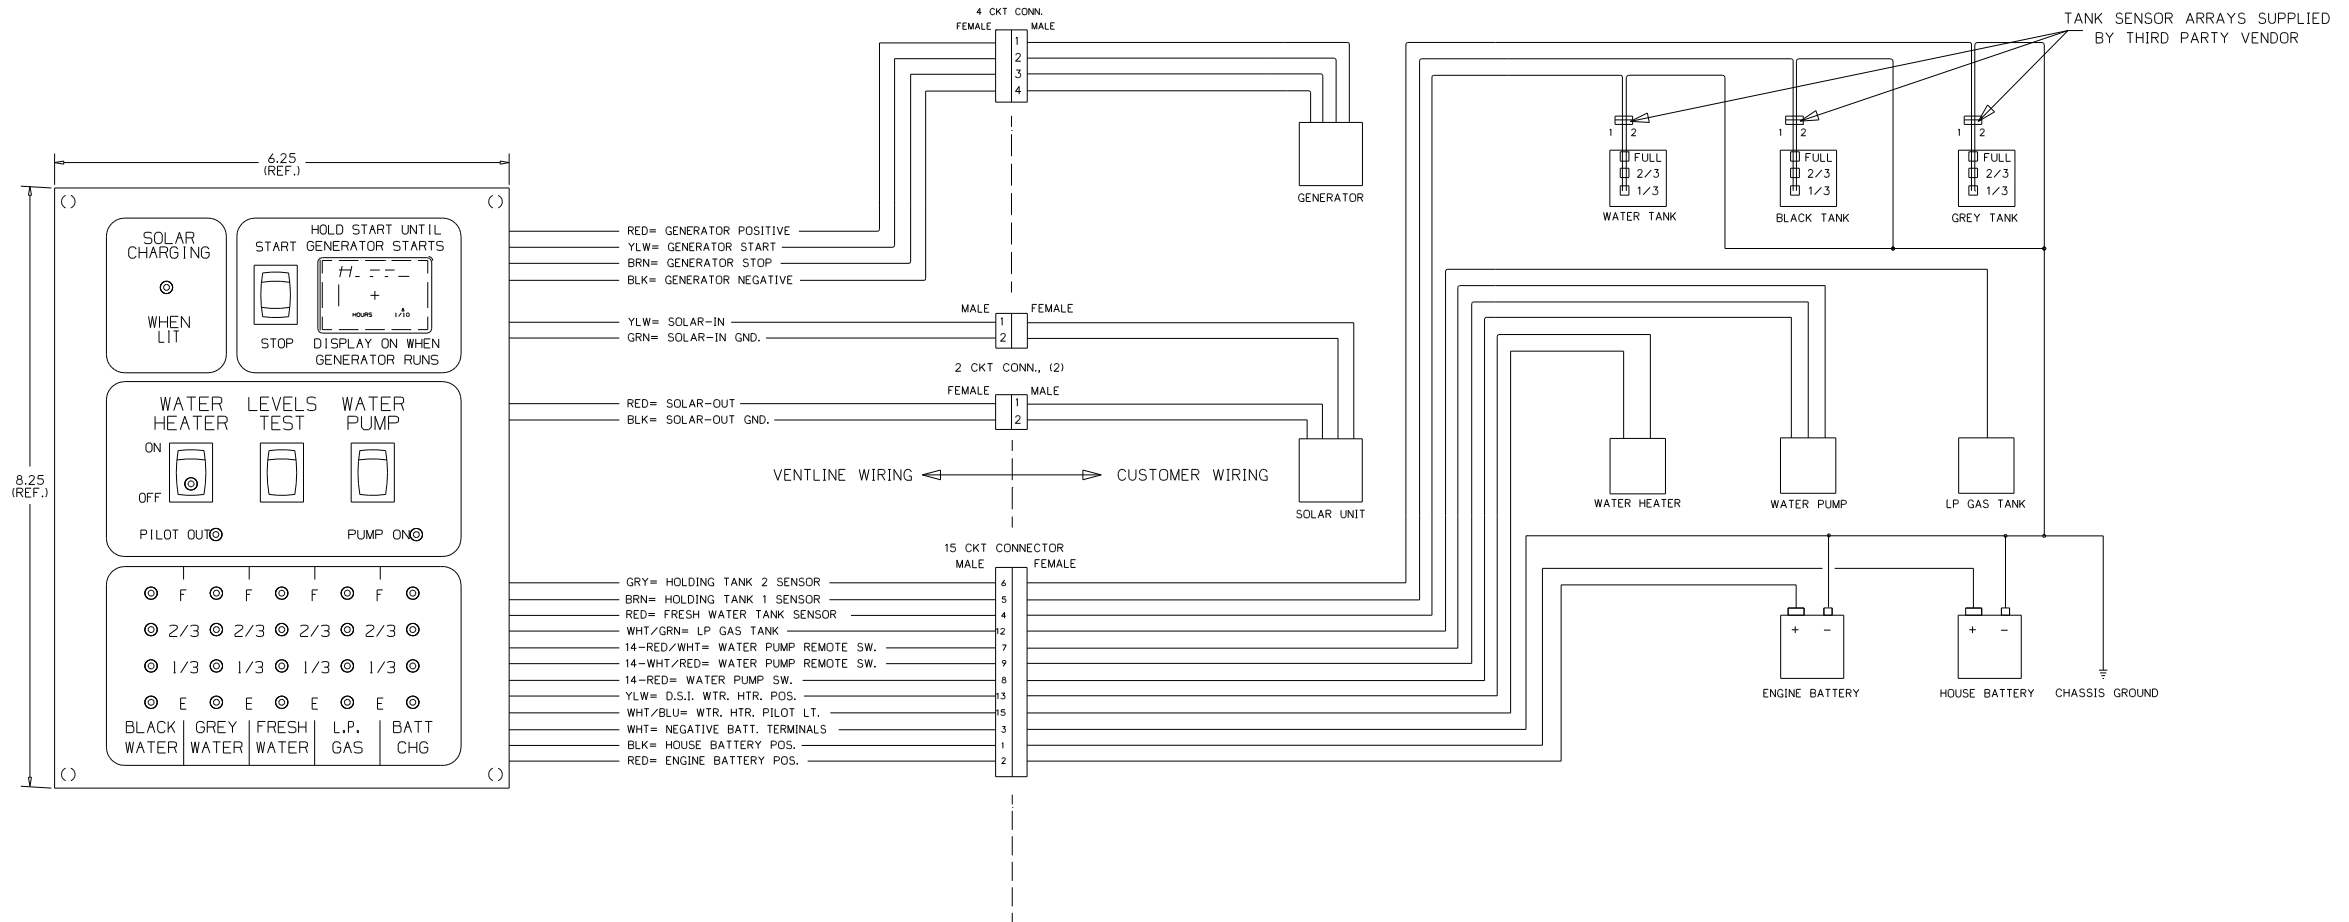 4 CKT CONN.
FEMALE
MALE
1
2
3
4
TANK SENSOR ARRAYS SUPPLIED
BY THIRD PARTY VENDOR
6.25
(REF.)
8.25
(REF.)
SOLAR
CHARGING
WHEN
LIT
HOLD START UNTIL
START GENERATOR STARTS
H
HOURS 1/10
STOP
DISPLAY ON WHEN
GENERATOR RUNS
WATER
HEATER
LEVELS
TEST
WATER
PUMP
ON
OFF
PILOT OUT
PUMP ON
F F F F
2/3 2/3 2/3 2/3
1/3 1/3 1/3 1/3
E E E E
BLACK
WATER
GREY
WATER
FRESH
WATER
L.P.
GAS
BATT
CHG
RED= GENERATOR POSITIVE
YLW= GENERATOR START
BRN= GENERATOR STOP
BLK= GENERATOR NEGATIVE
YLW= SOLAR-IN
GRN= SOLAR-IN GND.
MALE
FEMALE
1
2
2 CKT CONN., (2)
FEMALE
MALE
RED= SOLAR-OUT
BLK= SOLAR-OUT GND.
1
2
VENTLINE WIRING
CUSTOMER WIRING
15 CKT CONNECTOR
MALE
FEMALE
GRY= HOLDING TANK 2 SENSOR 6
BRN= HOLDING TANK 1 SENSOR 5
RED= FRESH WATER TANK SENSOR 4
WHT/GRN= LP GAS TANK 12
14-RED/WHT= WATER PUMP REMOTE SW. 7
14-WHT/RED= WATER PUMP REMOTE SW. 9
14-RED= WATER PUMP SW. 8
YLW= D.S.I. WTR. HTR. POS. 13
WHT/BLU= WTR. HTR. PILOT LT. 15
WHT= NEGATIVE BATT. TERMINALS 3
BLK= HOUSE BATTERY POS. 1
RED= ENGINE BATTERY POS. 2
GENERATOR
SOLAR UNIT
1 2
FULL
2/3
1/3
WATER TANK
1 2
FULL
2/3
1/3
BLACK TANK
1 2
FULL
2/3
1/3
GREY TANK
WATER HEATER
WATER PUMP
LP GAS TANK
+ -
ENGINE BATTERY
+ -
HOUSE BATTERY
CHASSIS GROUND